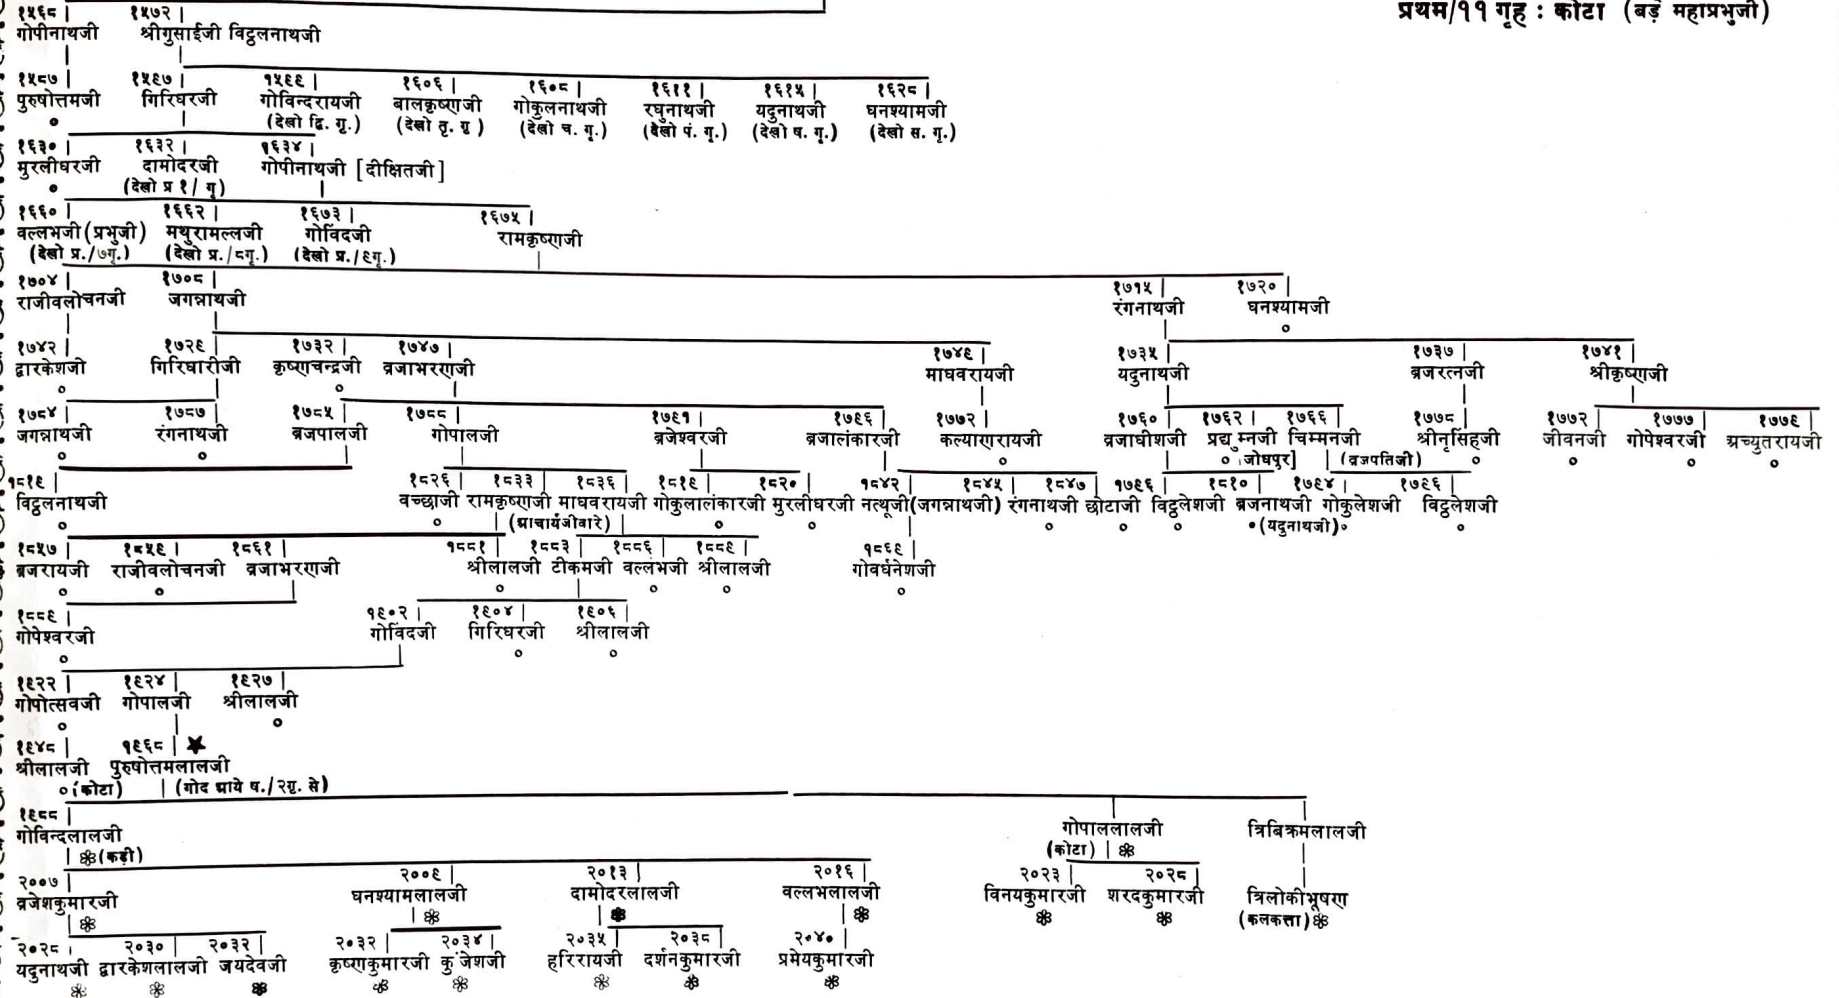 प्रथम/११ गृह : कोटा (बड़े महाप्रभुजी)
१५६८ १५७२
गोपीनाथजी श्रीगुसाईजी विट्ठलनाथजी
१५८७ १५९७ १५९९ १६०६ १६०८ १६११ १६१५ १६२८
पुरुषोत्तमजी गिरिधरजी गोविन्दरायजी बालकृष्णजी गोकुलनाथजी रघुनाथजी यदुनाथजी घनश्यामजी
(देखो द्वि. गृ.) (देखो तृ. गृ) (देखो च. गृ.) (देखो पं. गृ.) (देखो ष. गृ.) (देखो स. गृ.)
१६३० १६३२ १६३४
मुरलीधरजी दामोदरजी गोपीनाथजी [दीक्षितजी]
(देखो प्र १/ गृ)
१६६० १६६२ १६७३ १६७५
वल्लभजी (प्रभुजी) मथुरामल्लजी गोविंदजी रामकृष्णजी
(देखो प्र./७गृ.) (देखो प्र./८गृ.) (देखो प्र./९गृ.)
१७०४ १७०८ १७१५ १७२०
राजीवलोचनजी जगन्नाथजी रंगनाथजी घनश्यामजी
१७४२ १७२९ १७३२ १७४७ १७४९ १७३५ १७३७ १७४१
द्वारकेशजी गिरिधारीजी कृष्णचन्द्रजी व्रजाभरणजी माधवरायजी यदुनाथजी ब्रजरत्नजी श्रीकृष्णजी
१७८४ १७८७ १७८५ १७८८ १७९१ १७९६ १७७२ १७६० १७६२ १७६६ १७७८ १७७२ १७७७ १७७९
जगन्नाथजी रंगनाथजी ब्रजपालजी गोपालजी ब्रजेश्वरजी ब्रजालंकारजी कल्याणरायजी व्रजाधीशजी प्रद्युम्नजी चिम्मनजी श्रीनृसिंहजी जीवनजी गोपेश्वरजी अच्युतरायजी
जोधपुर] (व्रजपतिजी)
१८१९ १८२६ १८३३ १८३६ १८१९ १८२० १८४२ १८४५ १८४७ १७९६ १८१० १७९४ १७९६
विट्ठलनाथजी वच्छाजी रामकृष्णजी माधवरायजी गोकुलालंकारजी मुरलीधरजी नत्थूजी (जगन्नाथजी) रंगनाथजी छोटाजी विट्ठलेशजी ब्रजनाथजी गोकुलेशजी विट्ठलेशजी
(प्राचार्यजीवारे) (यदुनाथजी)
१८५७ १८५९ १८६१ १८८१ १८८३ १८८६ १८८९ १८६९
ब्रजरायजी राजीवलोचनजी व्रजाभरणजी श्रीलालजी टीकमजी वल्लभजी श्रीलालजी गोवर्धनेशजी
१८८९ १९०२ १९०४ १९०६
गोपेश्वरजी गोविंदजी गिरिधरजी श्रीलालजी
१९२२ १९२४ १९२७
गोपोत्सवजी गोपालजी श्रीलालजी
१९४८ १९६८ ★
श्रीलालजी पुरुषोत्तमलालजी
(कोटा) (गोद आये ष./२गृ. से)
१९८८
गोविन्दलालजी गोपाललालजी त्रिबिक्रमलालजी
(कडी) (कोटा)
२००७ २००९ २०१३ २०१६ २०२३ २०२८
व्रजेशकुमारजी घनश्यामलालजी दामोदरलालजी वल्लभलालजी विनयकुमारजी शरदकुमारजी त्रिलोकीभूषण
(कलकत्ता)
२०२८ २०३० २०३२ २०३२ २०३४ २०३५ २०३८ २०४०
यदुनाथजी द्वारकेशलालजी जयदेवजी कृष्णकुमारजी कुंजेशजी हरिरायजी दर्शनकुमारजी प्रमेयकुमारजी